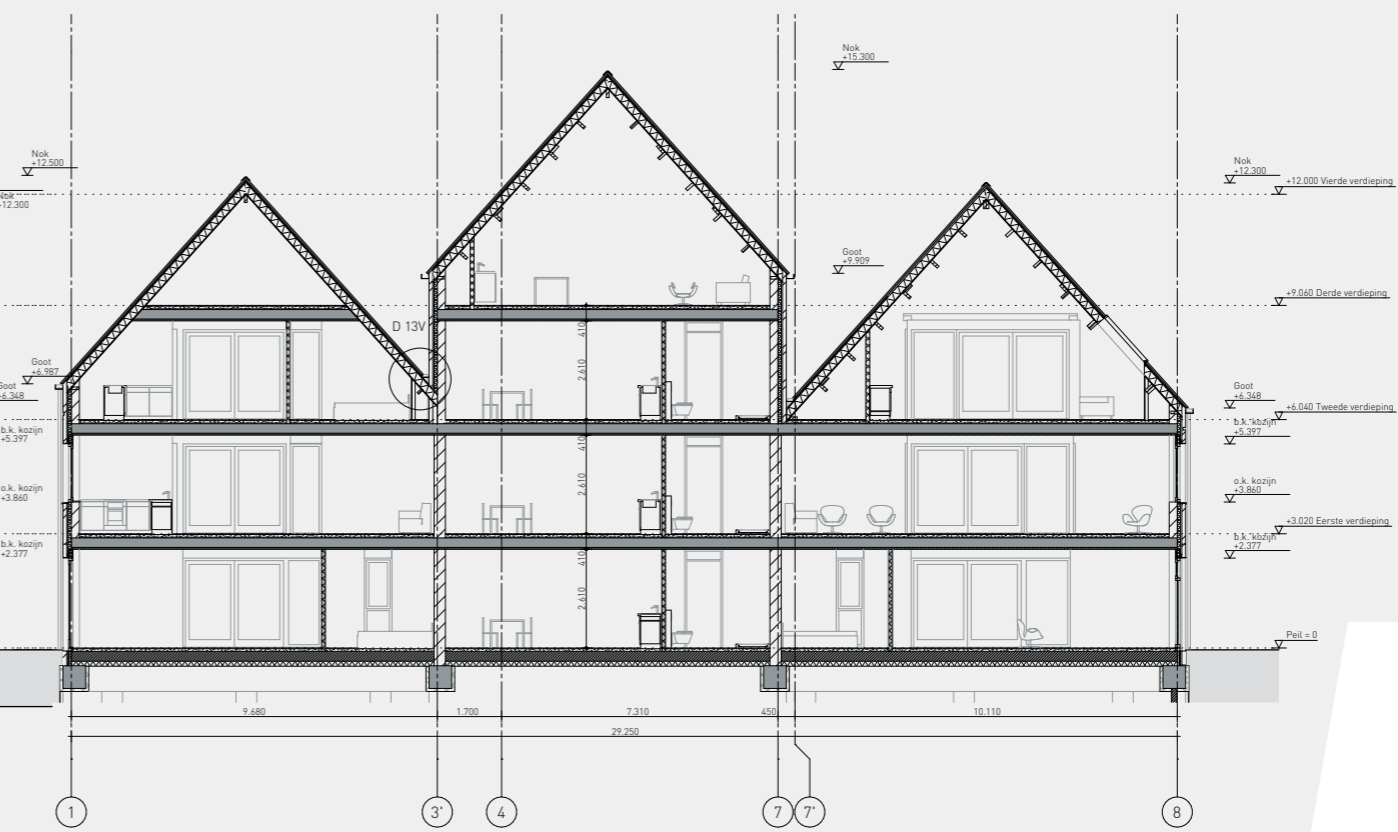 Nok
+15.300
Nok
+12.500
Nok
+12.300
Nok
+12.300
+12.000 Vierde verdieping
Goot
+9.909
+9.060 Derde verdieping
D 13V
410
2.610
Goot
+6.987
Goot
+6.348
Goot
+6.348
+6.040 Tweede verdieping
b.k. kozijn
+5.397
b.k. kozijn
+5.397
410
2.610
o.k. kozijn
+3.860
o.k. kozijn
+3.860
+3.020 Eerste verdieping
b.k. kozijn
+2.377
b.k. kozijn
+2.377
410
2.610
Peil = 0
9.680
1.700
7.310
450
10.110
29.250
1
3'
4
7
7'
8